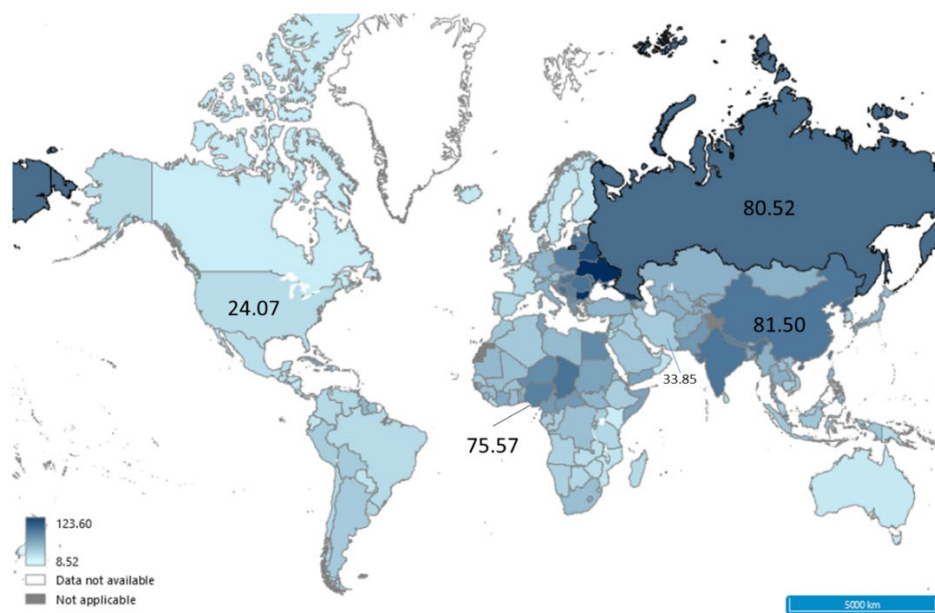 80.52
24.07
81.50
33.85
75.57
123.60
8.52
Data not available
Not applicable
5000 km